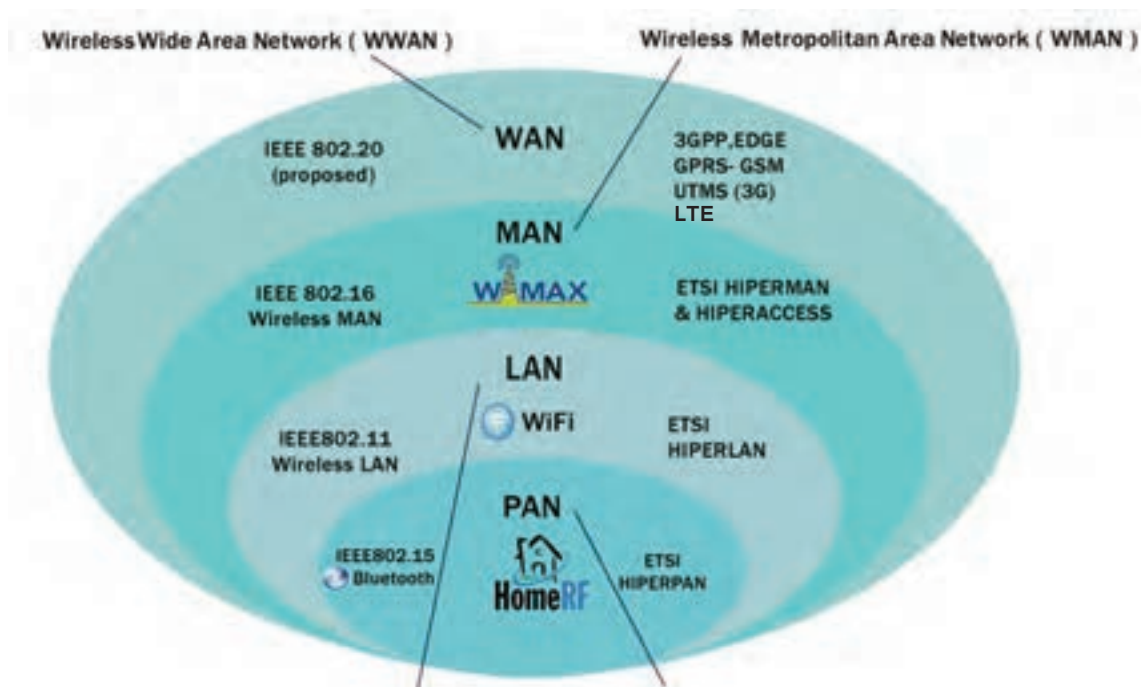 Wireless Wide Area Network ( WWAN )
Wireless Metropolitan Area Network ( WMAN )
WAN
IEEE 802.20
(proposed)
3GPP,EDGE
GPRS- GSM
UTMS (3G)
LTE
MAN
WiMAX
IEEE 802.16
Wireless MAN
ETSI HIPERMAN
& HIPERACCESS
LAN
WiFi
IEEE802.11
Wireless LAN
ETSI
HIPERLAN
PAN
IEEE802.15
Bluetooth
HomeRF
ETSI
HIPERPAN